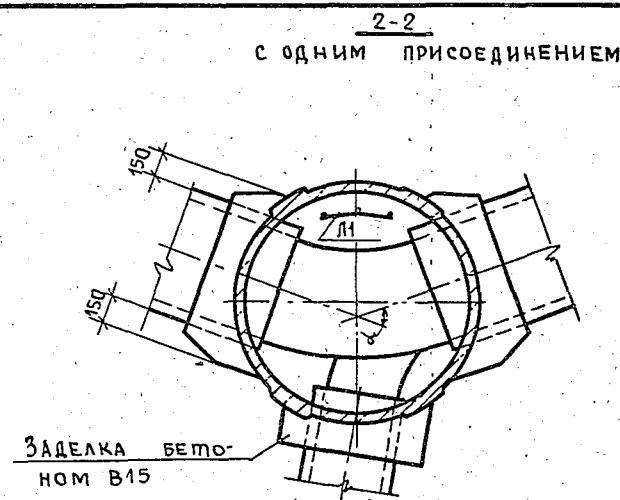 2-2
С ОДНИМ ПРИСОЕДИНЕНИЕМ
150
Л1
150
α
ЗАДЕЛКА БЕТО-
НОМ В15